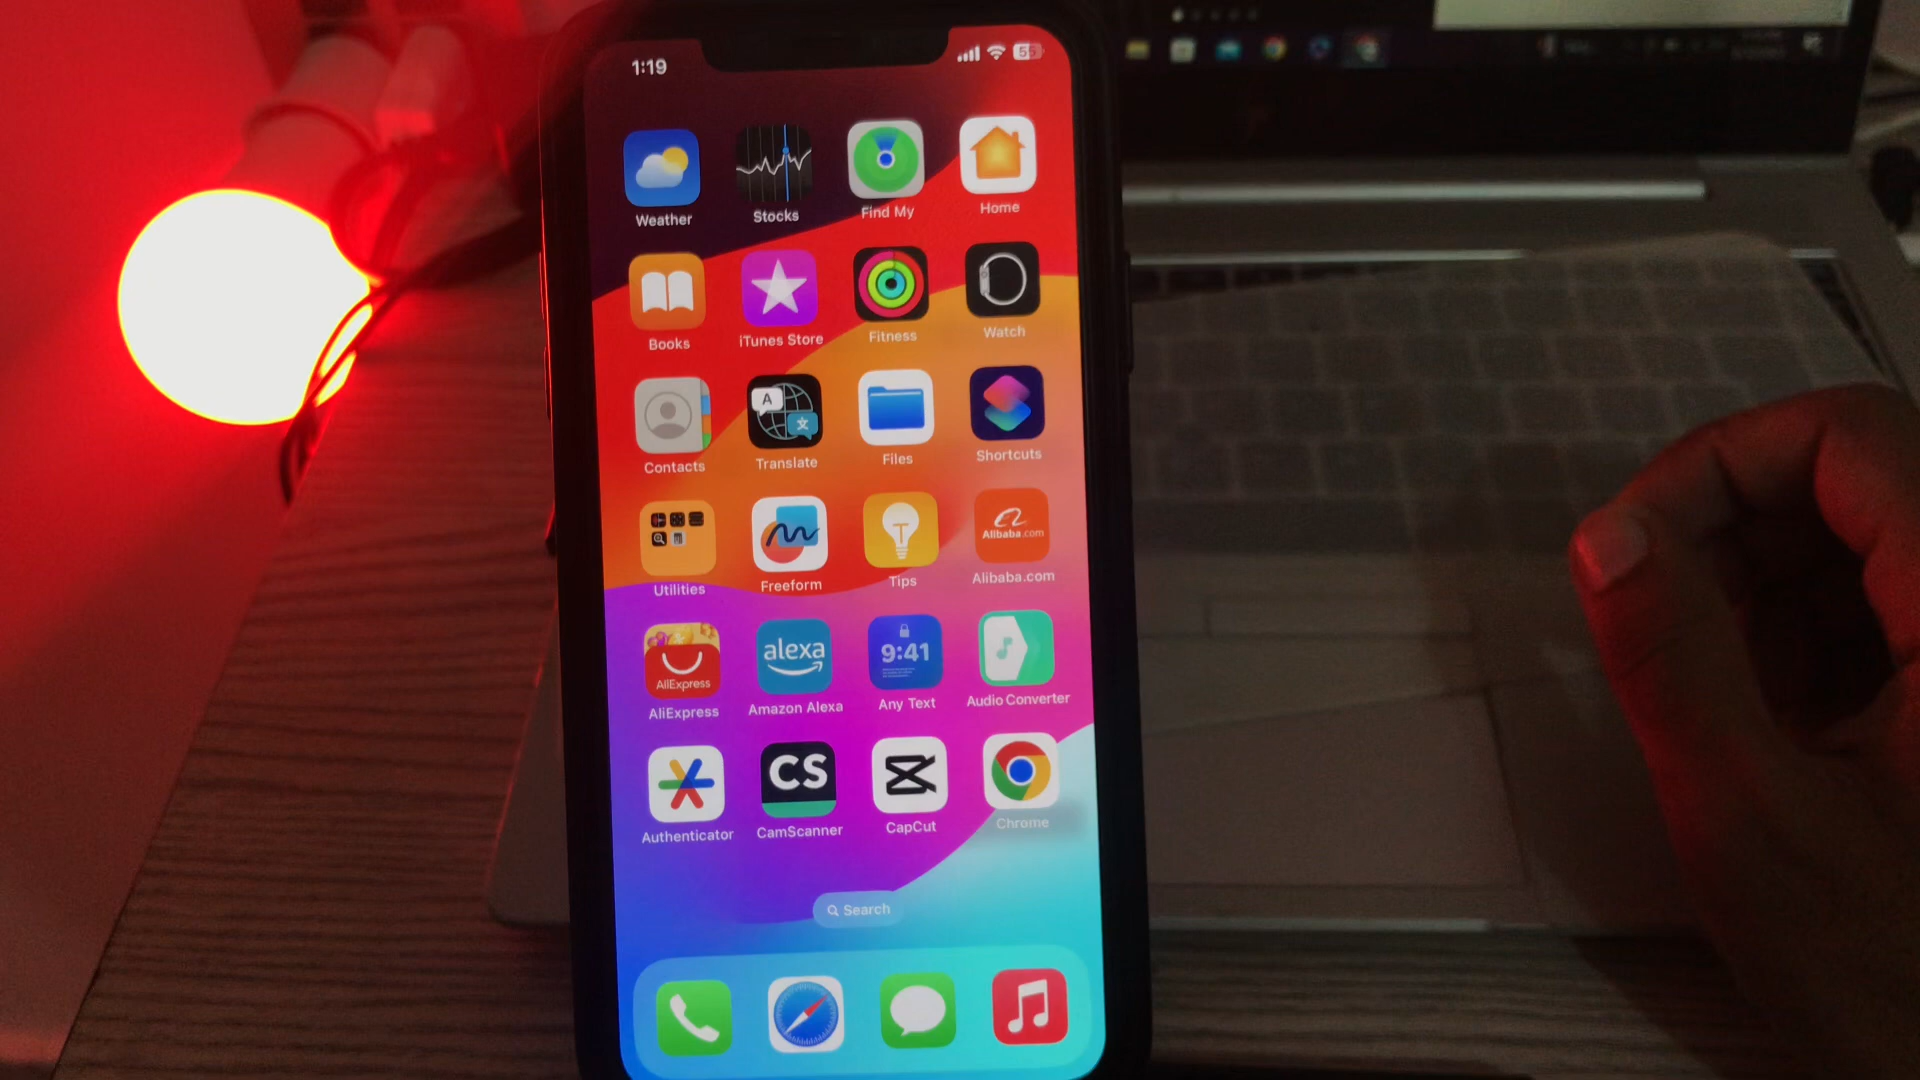 1:19
55
Weather
Stocks
Find My
Home
Books
iTunes Store
Fitness
Watch
A
文
Contacts
Translate
Files
Shortcuts
T
Alibaba.com
Utilities
Freeform
Tips
Alibaba.com
AliExpress
alexa
9:41
AliExpress
Amazon Alexa
Any Text
Audio Converter
CS
Authenticator
CamScanner
CapCut
Chrome
Search